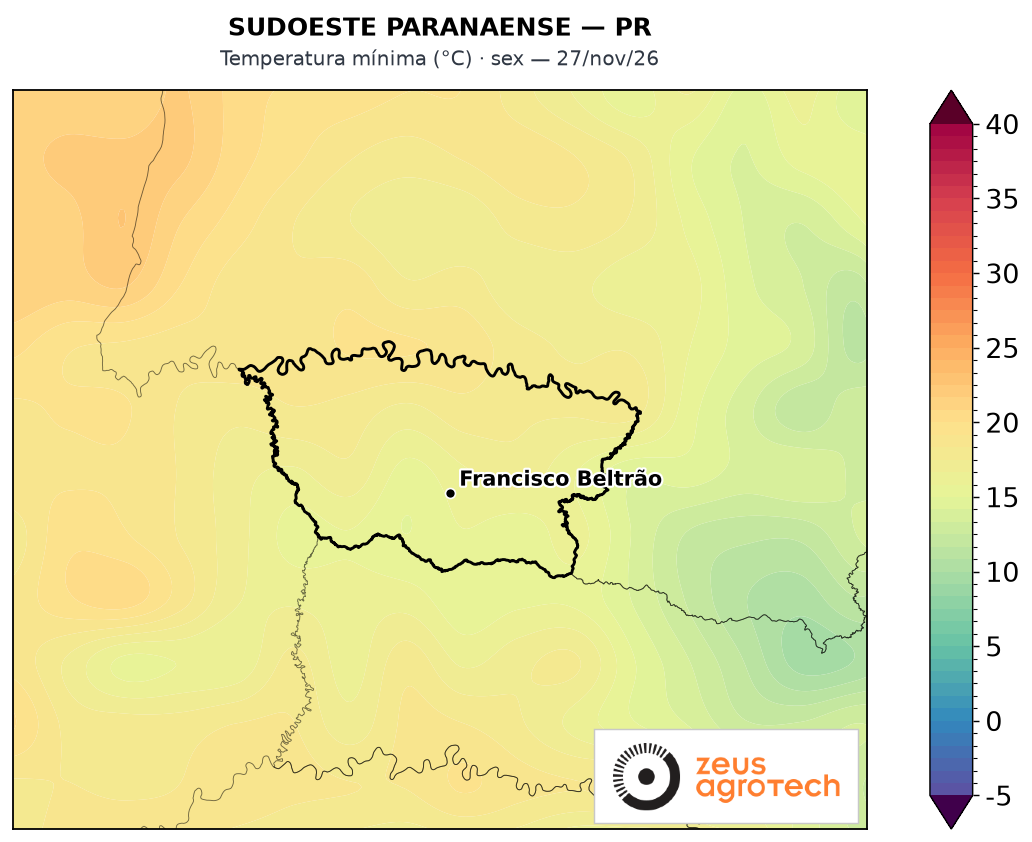 SUDOESTE PARANAENSE — PR
Temperatura mínima (°C) · sex — 27/nov/26
40
35
30
25
20
15
10
5
0
-5
Francisco Beltrão
zeus
agrotech